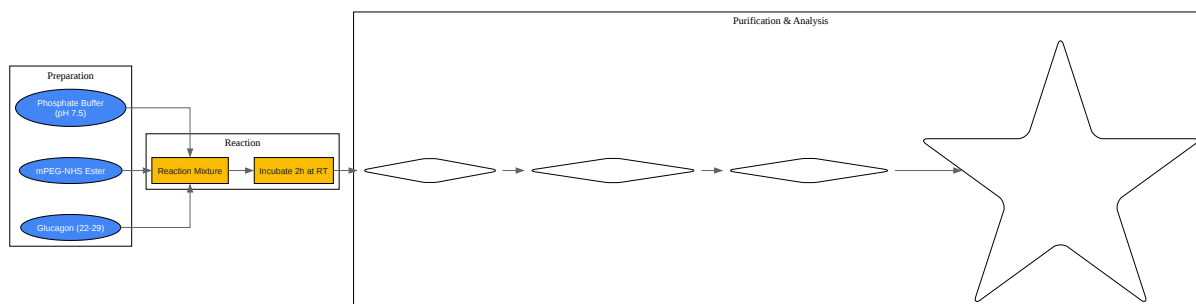 Purification & Analysis
Preparation
Phosphate Buffer
(pH 7.5)
Reaction
mPEG-NHS Ester
Reaction Mixture
Incubate 2h at RT
Glucagon (22-29)